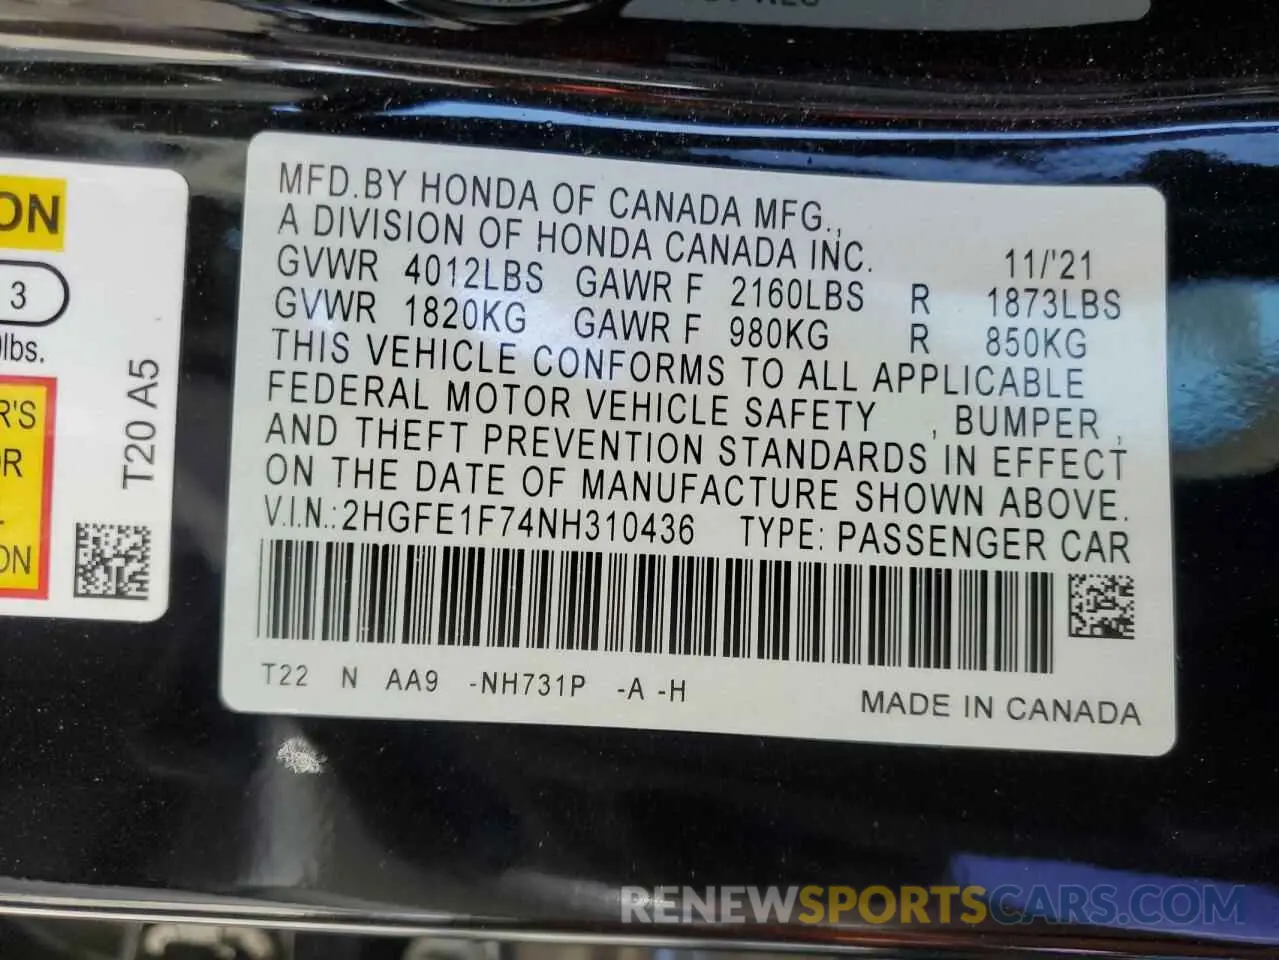 ON
3
lbs.
R'S
OR
ON
T20 A5
MFD.BY HONDA OF CANADA MFG.,
A DIVISION OF HONDA CANADA INC. 11/'21
GVWR 4012LBS GAWR F 2160LBS R 1873LBS
GVWR 1820KG GAWR F 980KG R 850KG
THIS VEHICLE CONFORMS TO ALL APPLICABLE
FEDERAL MOTOR VEHICLE SAFETY , BUMPER ,
AND THEFT PREVENTION STANDARDS IN EFFECT
ON THE DATE OF MANUFACTURE SHOWN ABOVE.
V.I.N.: 2HGFE1F74NH310436 TYPE: PASSENGER CAR
T22 N AA9 -NH731P -A -H
MADE IN CANADA
RENEWSPORTSCARS.COM